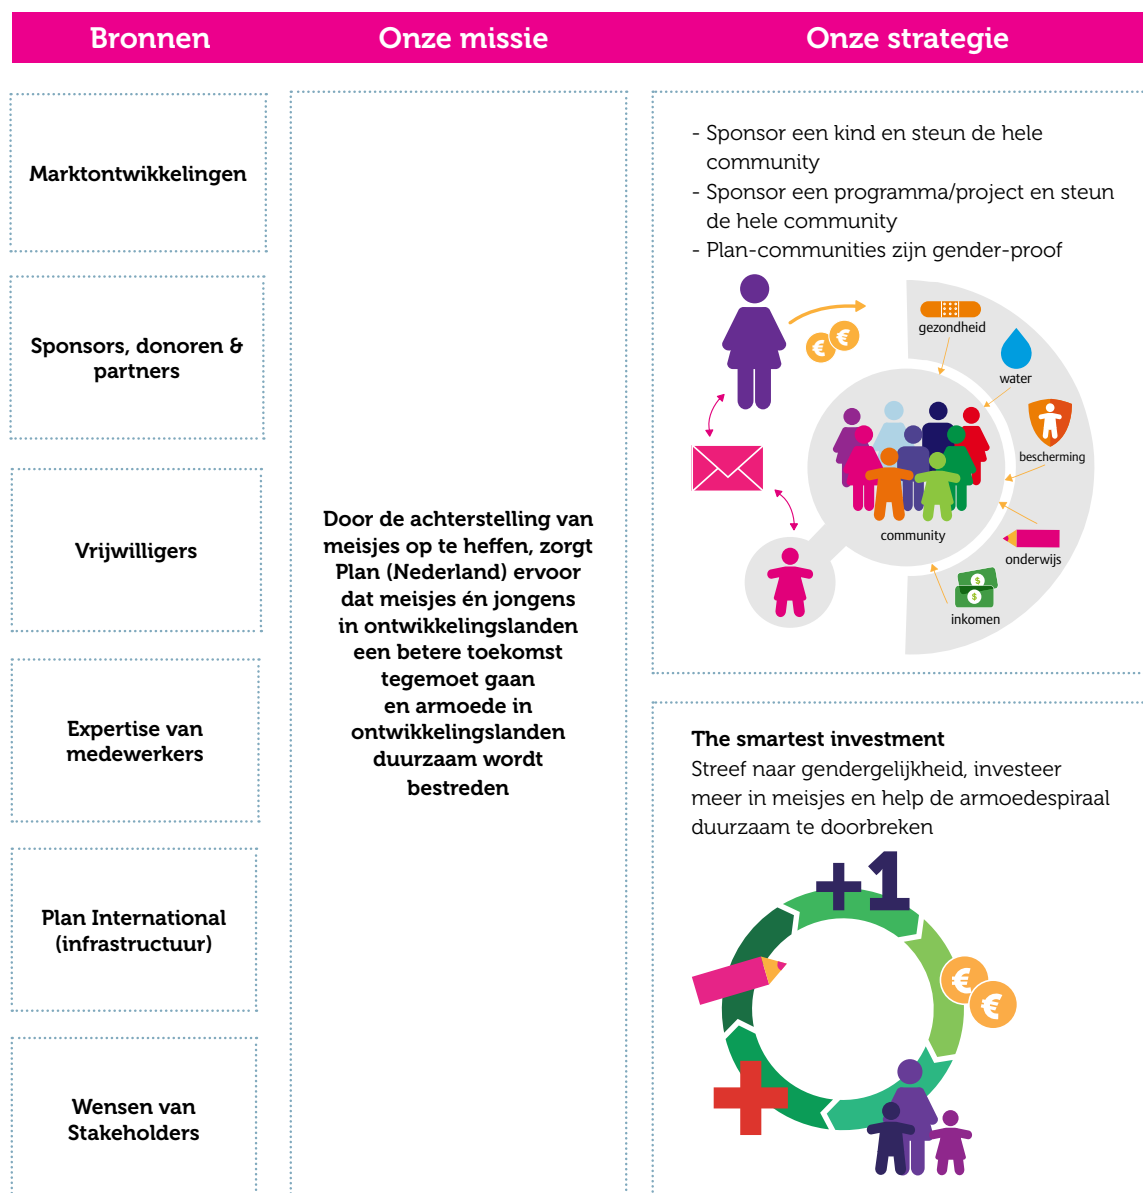 Bronnen
Onze missie
Onze strategie
Marktontwikkelingen
Sponsors, donoren &
partners
Vrijwilligers
Expertise van
medewerkers
Plan International
(infrastructuur)
Wensen van
Stakeholders
Door de achterstelling van
meisjes op te heffen, zorgt
Plan (Nederland) ervoor
dat meisjes én jongens
in ontwikkelingslanden
een betere toekomst
tegemoet gaan
en armoede in
ontwikkelingslanden
duurzaam wordt
bestreden
- Sponsor een kind en steun de hele
community
- Sponsor een programma/project en steun
de hele community
- Plan-communities zijn gender-proof
€ €
gezondheid
water
bescherming
community
onderwijs
$
$
inkomen
The smartest investment
Streef naar gendergelijkheid, investeer
meer in meisjes en help de armoedespiraal
duurzaam te doorbreken
+1
€
€